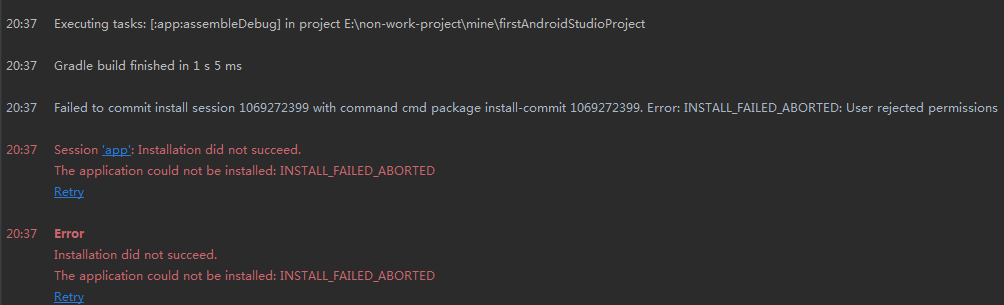 20:37 Executing tasks: [:app:assembleDebug] in project E:\non-work-project\mine\firstAndroidStudioProject
20:37 Gradle build finished in 1 s 5 ms
20:37 Failed to commit install session 1069272399 with command cmd package install-commit 1069272399. Error: INSTALL_FAILED_ABORTED: User rejected permissions
20:37 Session 'app': Installation did not succeed.
The application could not be installed: INSTALL_FAILED_ABORTED
Retry
20:37 Error
Installation did not succeed.
The application could not be installed: INSTALL_FAILED_ABORTED
Retry